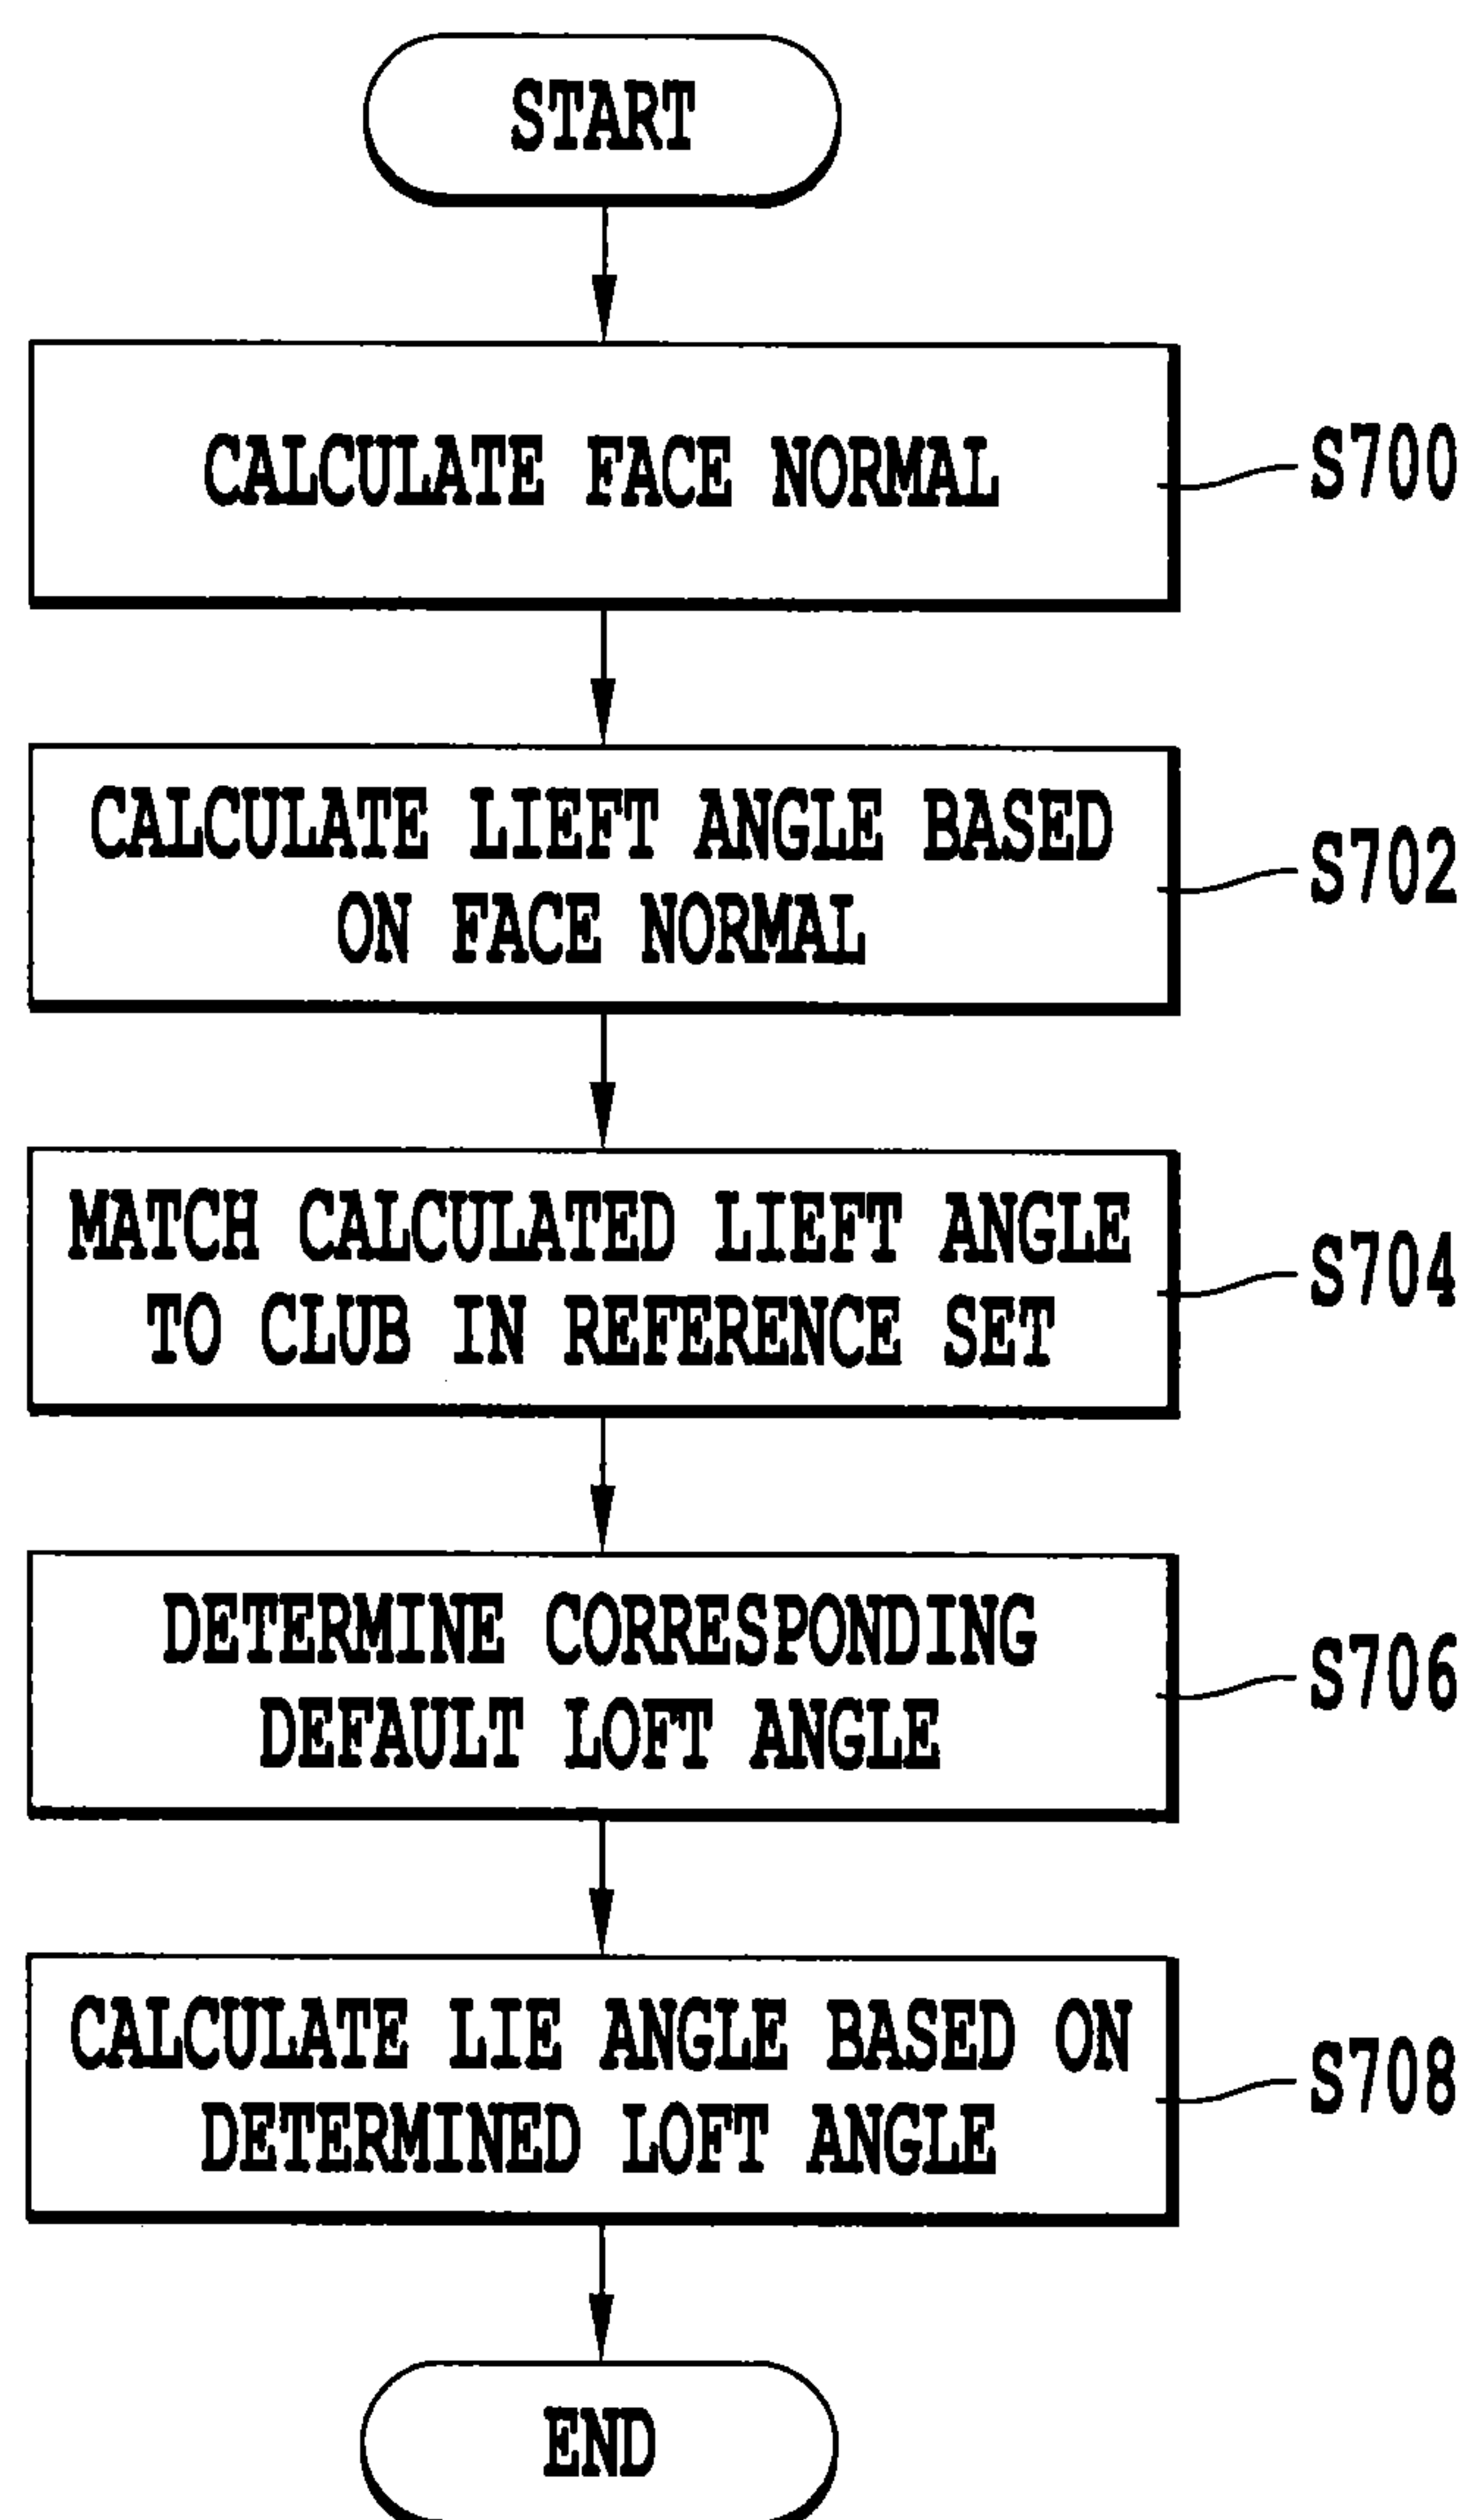 START
CALCULATE FACE NORMAL
S700
CALCULATE LIEFT ANGLE BASED
ON FACE NORMAL
S702
MATCH CALCULATED LIEFT ANGLE
TO CLUB IN REFERENCE SET
S704
DETERMINE CORRESPONDING
DEFAULT LOFT ANGLE
S706
CALCULATE LIE ANGLE BASED ON
DETERMINED LOFT ANGLE
S708
END